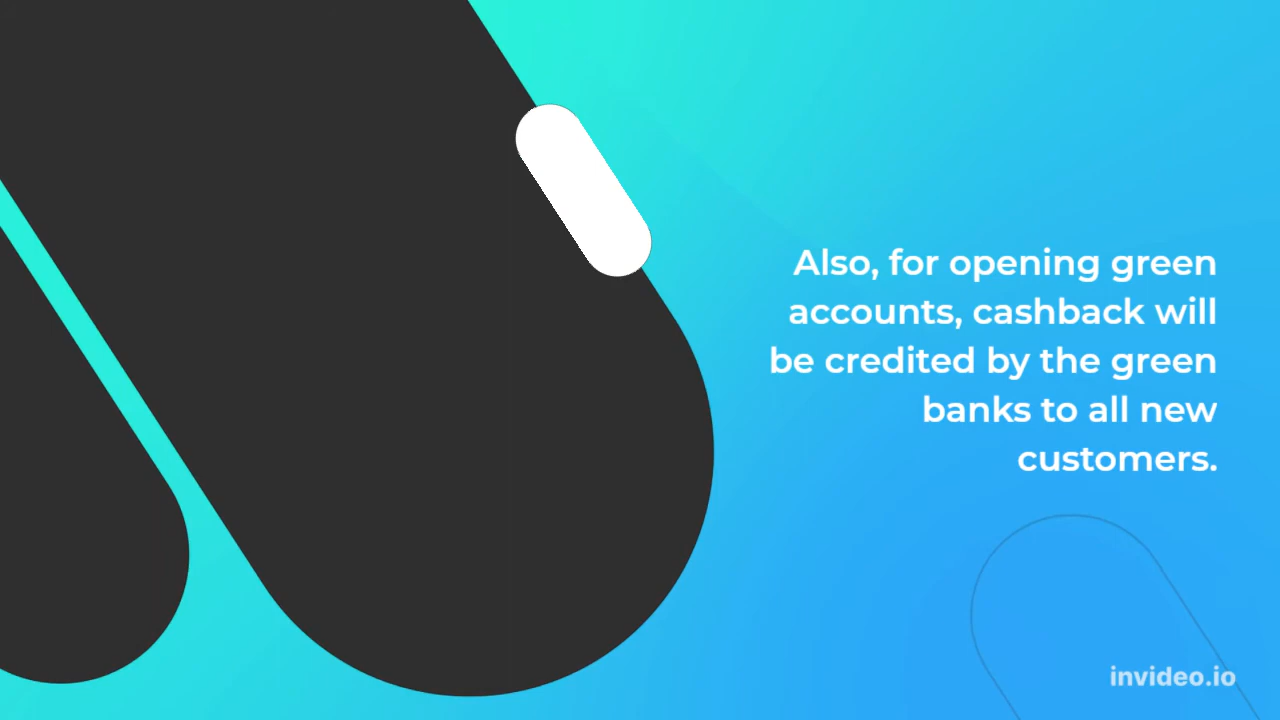 Also, for opening green
accounts, cashback will
be credited by the green
banks to all new
customers.
invideo.io